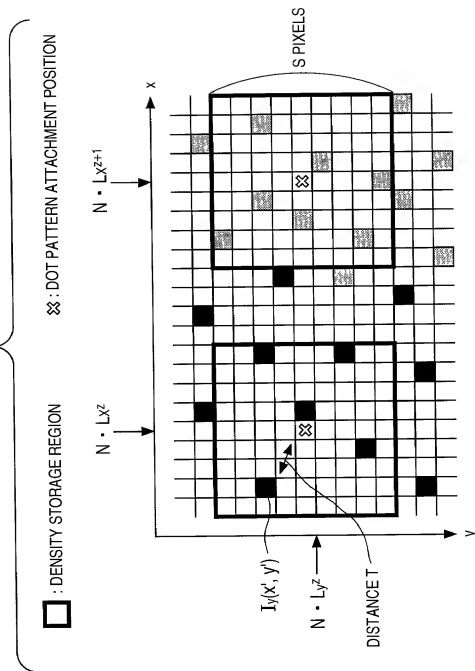 : DENSITY STORAGE REGION
: DOT PATTERN ATTACHMENT POSITION
N · Lx^z
N · Lx^z+1
x
S PIXELS
Iy(x', y')
N · Ly^z
DISTANCE T
y